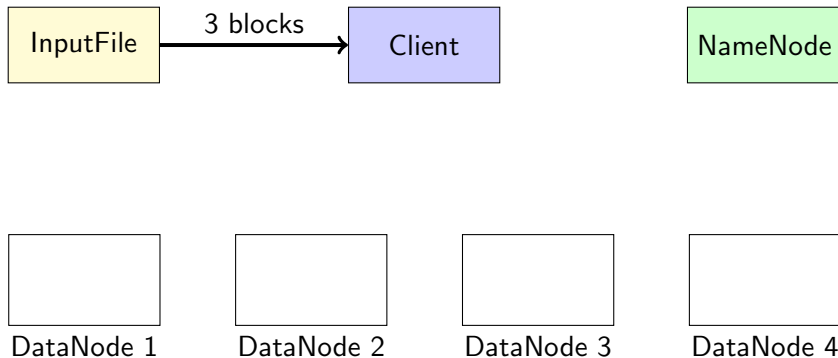 InputFile
3 blocks
Client
NameNode
DataNode 1
DataNode 2
DataNode 3
DataNode 4